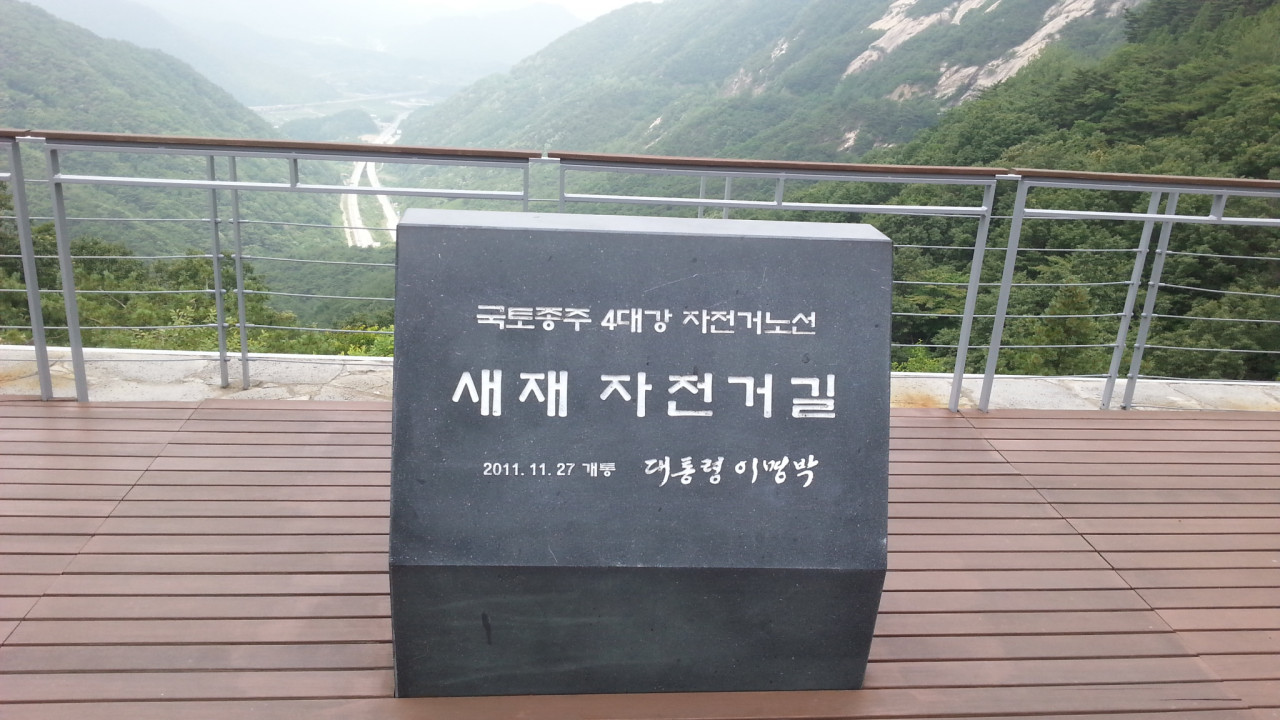 국토종주 4대강 자전거노선
새재 자전거길
2011. 11. 27 개통 대통령 이명박